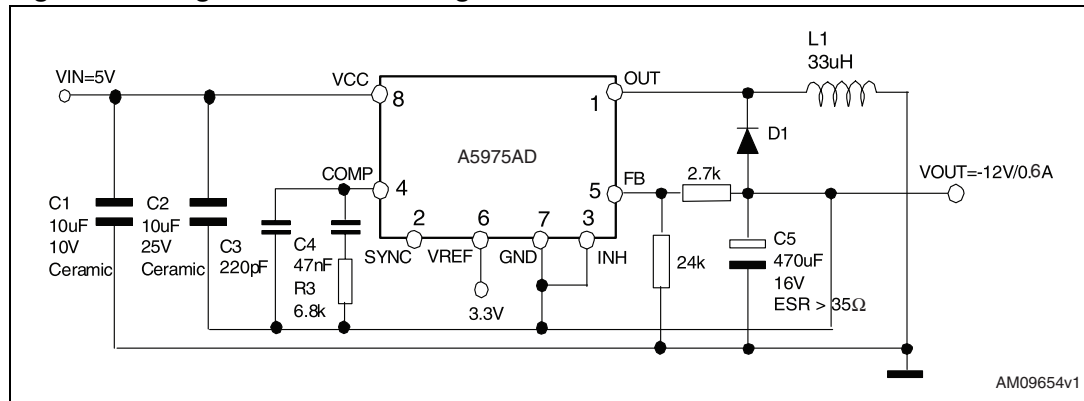 L1
33uH
VIN=5V
VCC
OUT
8
1
D1
A5975AD
COMP
4
5
FB
2.7k
VOUT=-12V/0.6A
C1
10uF
10V
Ceramic
C2
10uF
25V
Ceramic
C3
220pF
C4
47nF
R3
6.8k
2
6
7
3
SYNC
VREF
GND
INH
3.3V
24k
C5
470uF
16V
ESR > 35Ω
AM09654v1